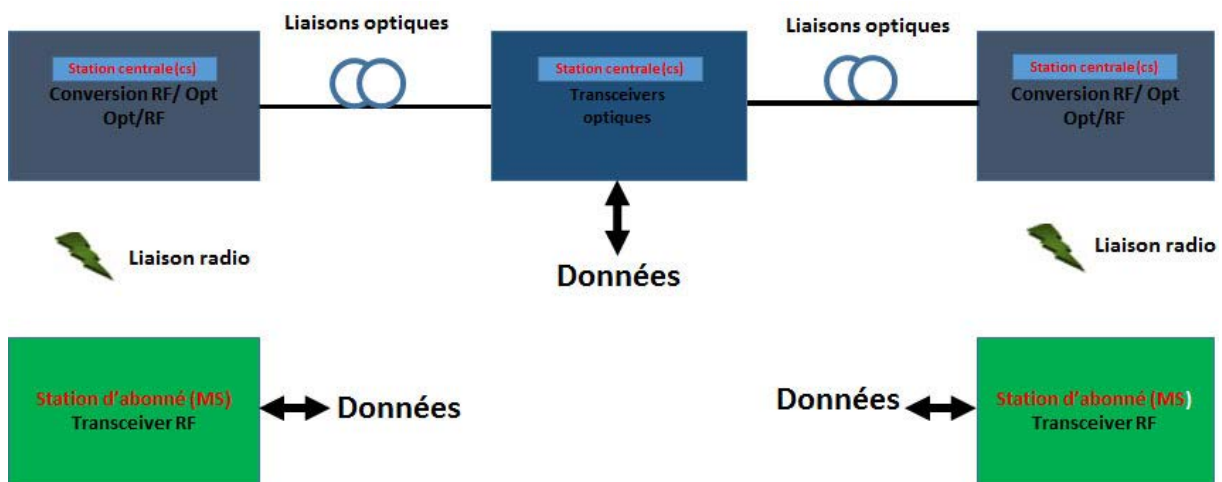 Liaisons optiques
Liaisons optiques
Station centrale(cs)
Conversion RF/ Opt
Opt/RF
Station centrale(cs)
Transceivers
optiques
Station centrale(cs)
Conversion RF/ Opt
Opt/RF
Liaison radio
Données
Liaison radio
Station d'abonné (MS)
Transceiver RF
Données
Données
Station d'abonné (MS)
Transceiver RF